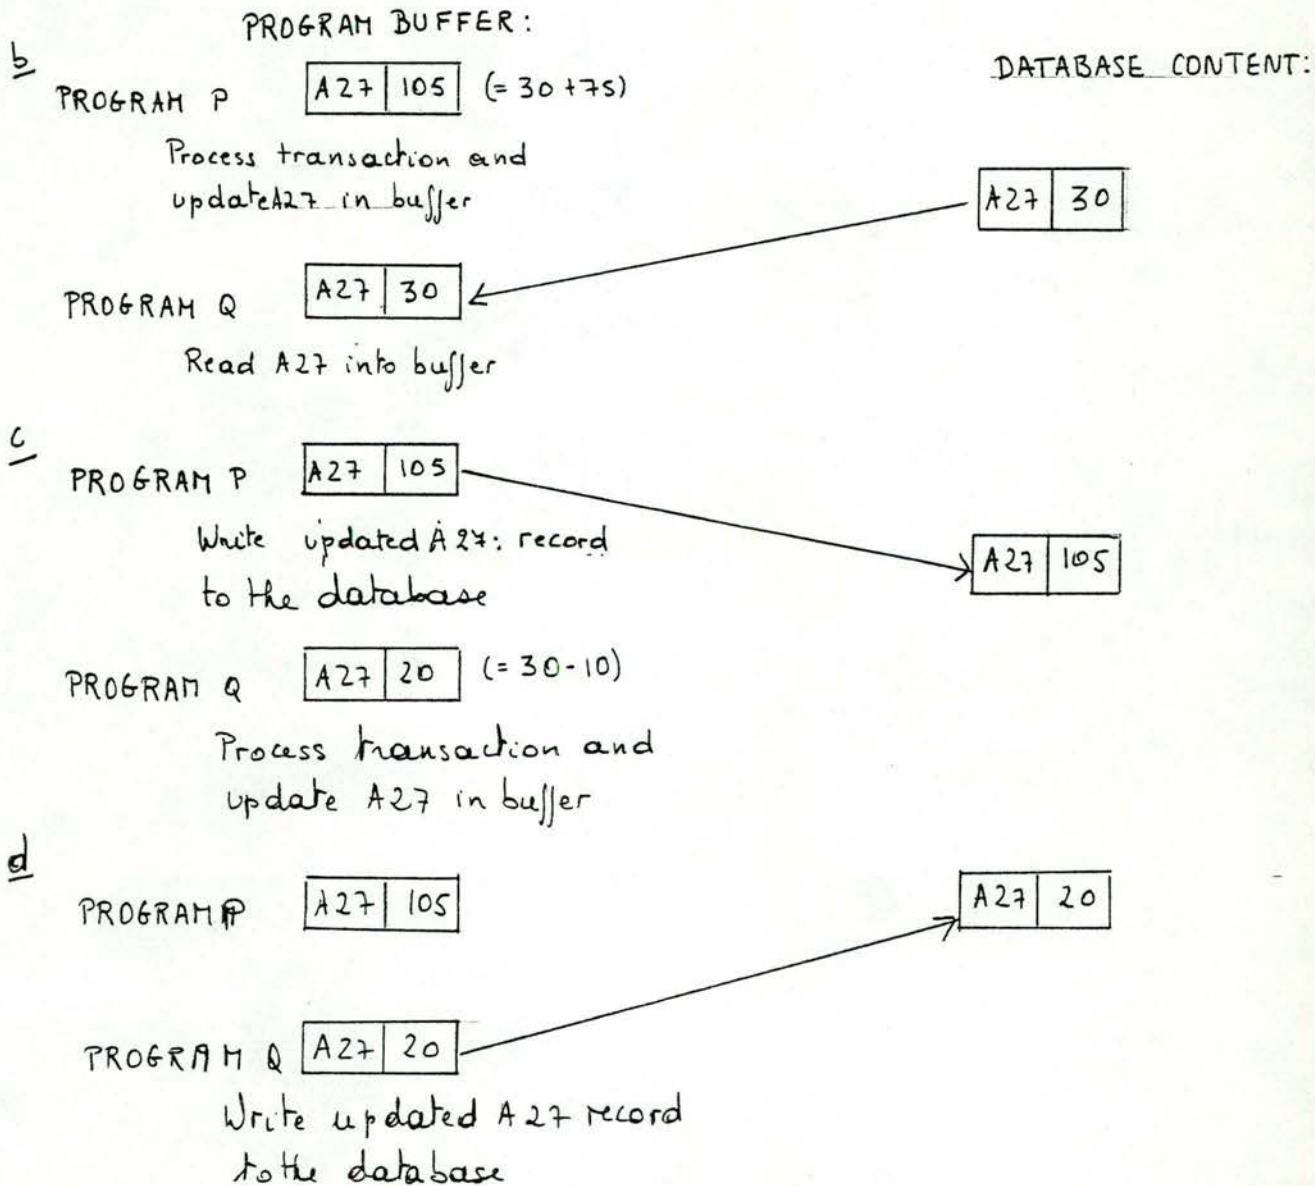 PROGRAM BUFFER:
b
DATABASE CONTENT:
PROGRAM P A27 105 (= 30 + 75)
Process transaction and
update A27 in buffer
A27 30
PROGRAM Q A27 30
Read A27 into buffer
c
PROGRAM P A27 105
Write updated A27: record
to the database
A27 105
PROGRAM Q A27 20 (= 30 - 10)
Process transaction and
update A27 in buffer
d
PROGRAM P A27 105
A27 20
PROGRAM Q A27 20
Write updated A27 record
to the database